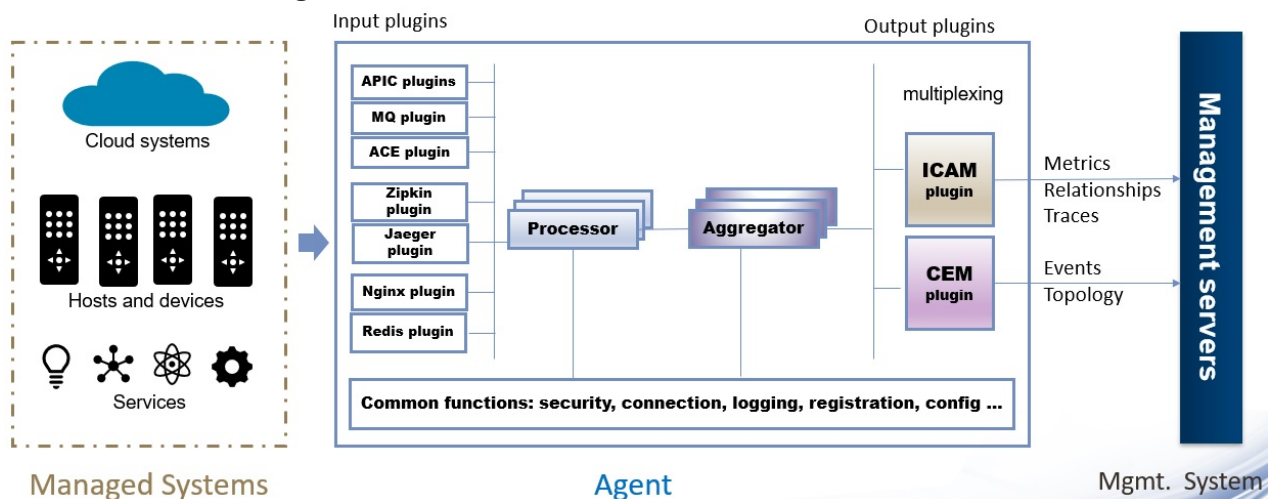 Input plugins
Output plugins
Cloud systems
Hosts and devices
Services
APIC plugins
MQ plugin
ACE plugin
Zipkin
plugin
Jaeger
plugin
Nginx plugin
Redis plugin
Processor
Aggregator
multiplexing
ICAM
plugin
CEM
plugin
Common functions: security, connection, logging, registration, config ...
Metrics
Relationships
Traces
Events
Topology
Management servers
Managed Systems
Agent
Mgmt. System